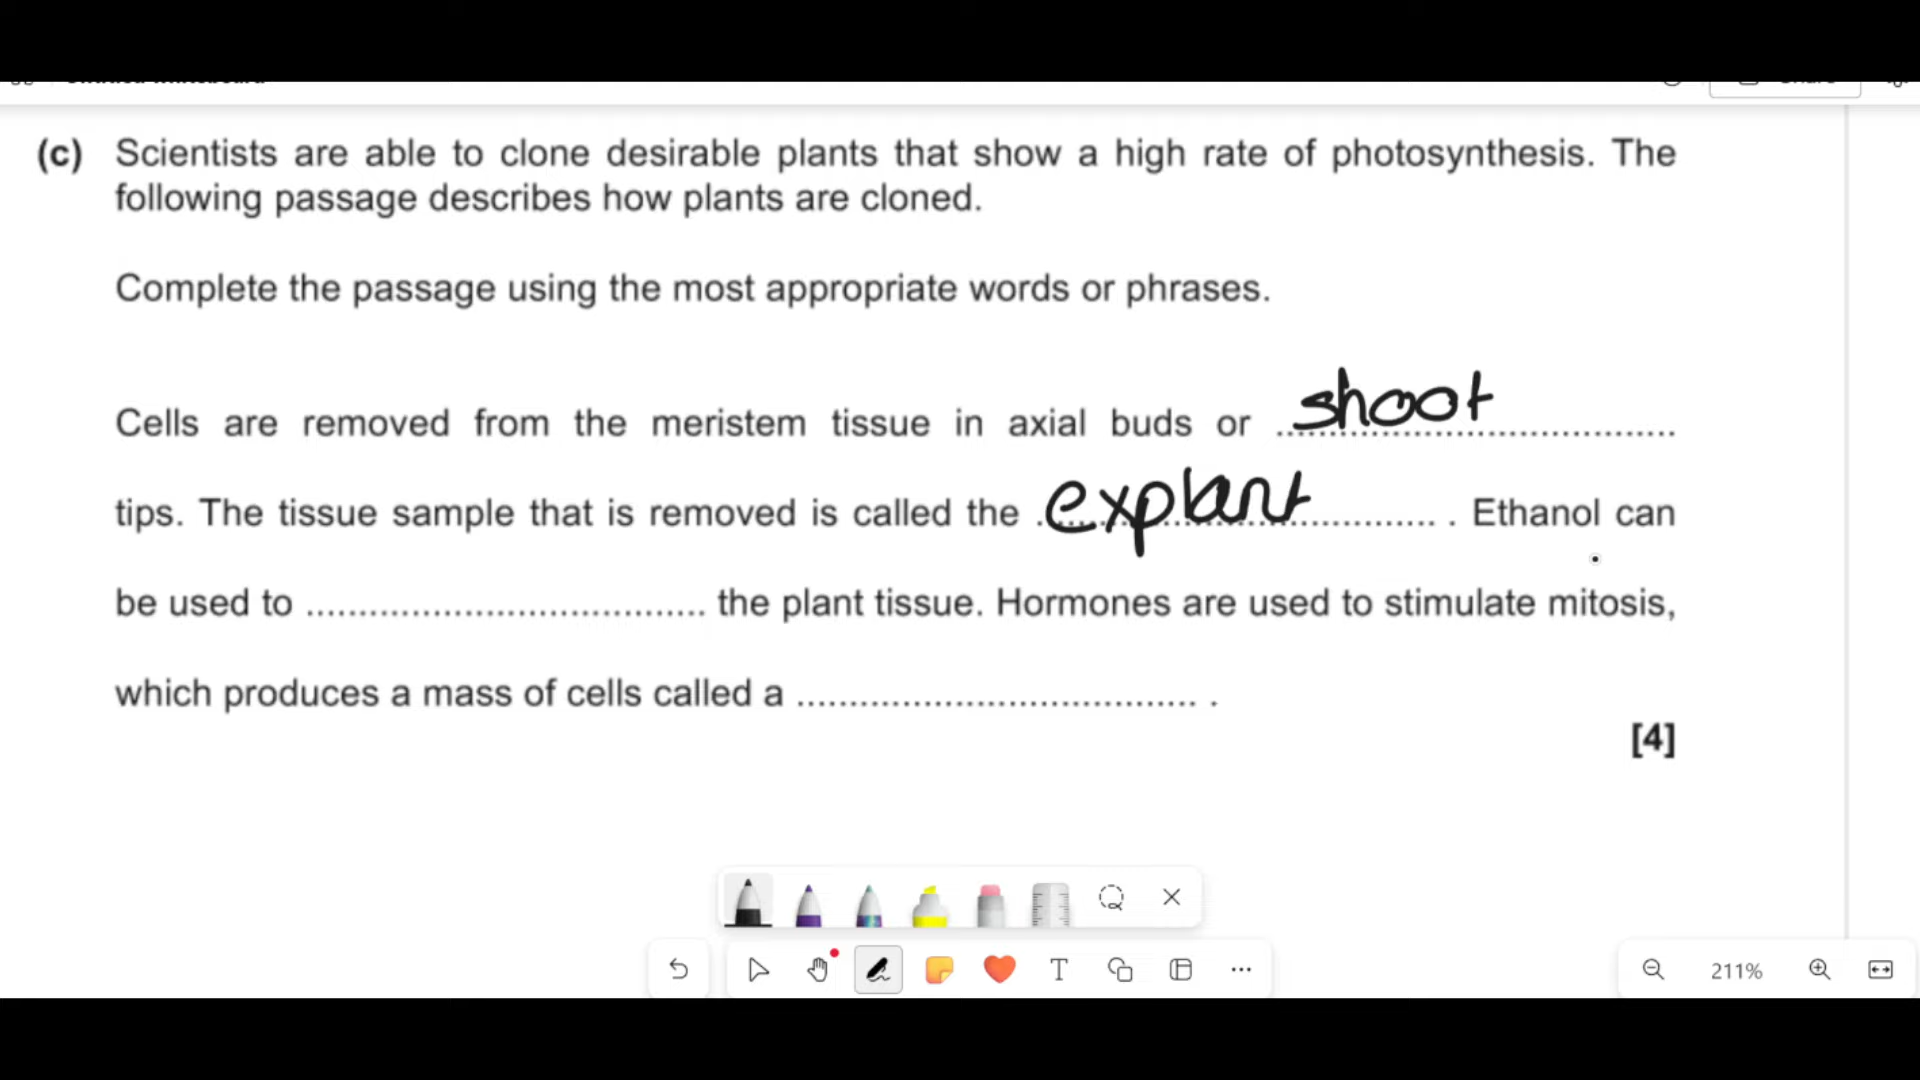 (c) Scientists are able to clone desirable plants that show a high rate of photosynthesis. The
following passage describes how plants are cloned.
Complete the passage using the most appropriate words or phrases.
Cells are removed from the meristem tissue in axial buds or shoot
tips. The tissue sample that is removed is called the explant . Ethanol can
be used to ...................................... the plant tissue. Hormones are used to stimulate mitosis,
which produces a mass of cells called a ...................................... .
[4]
211%